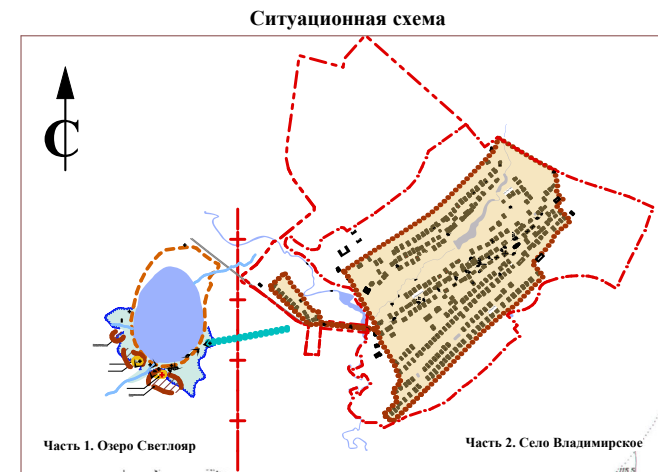 Ситуационная схема
С
Часть 1. Озеро Светлояр
Часть 2. Село Владимирское